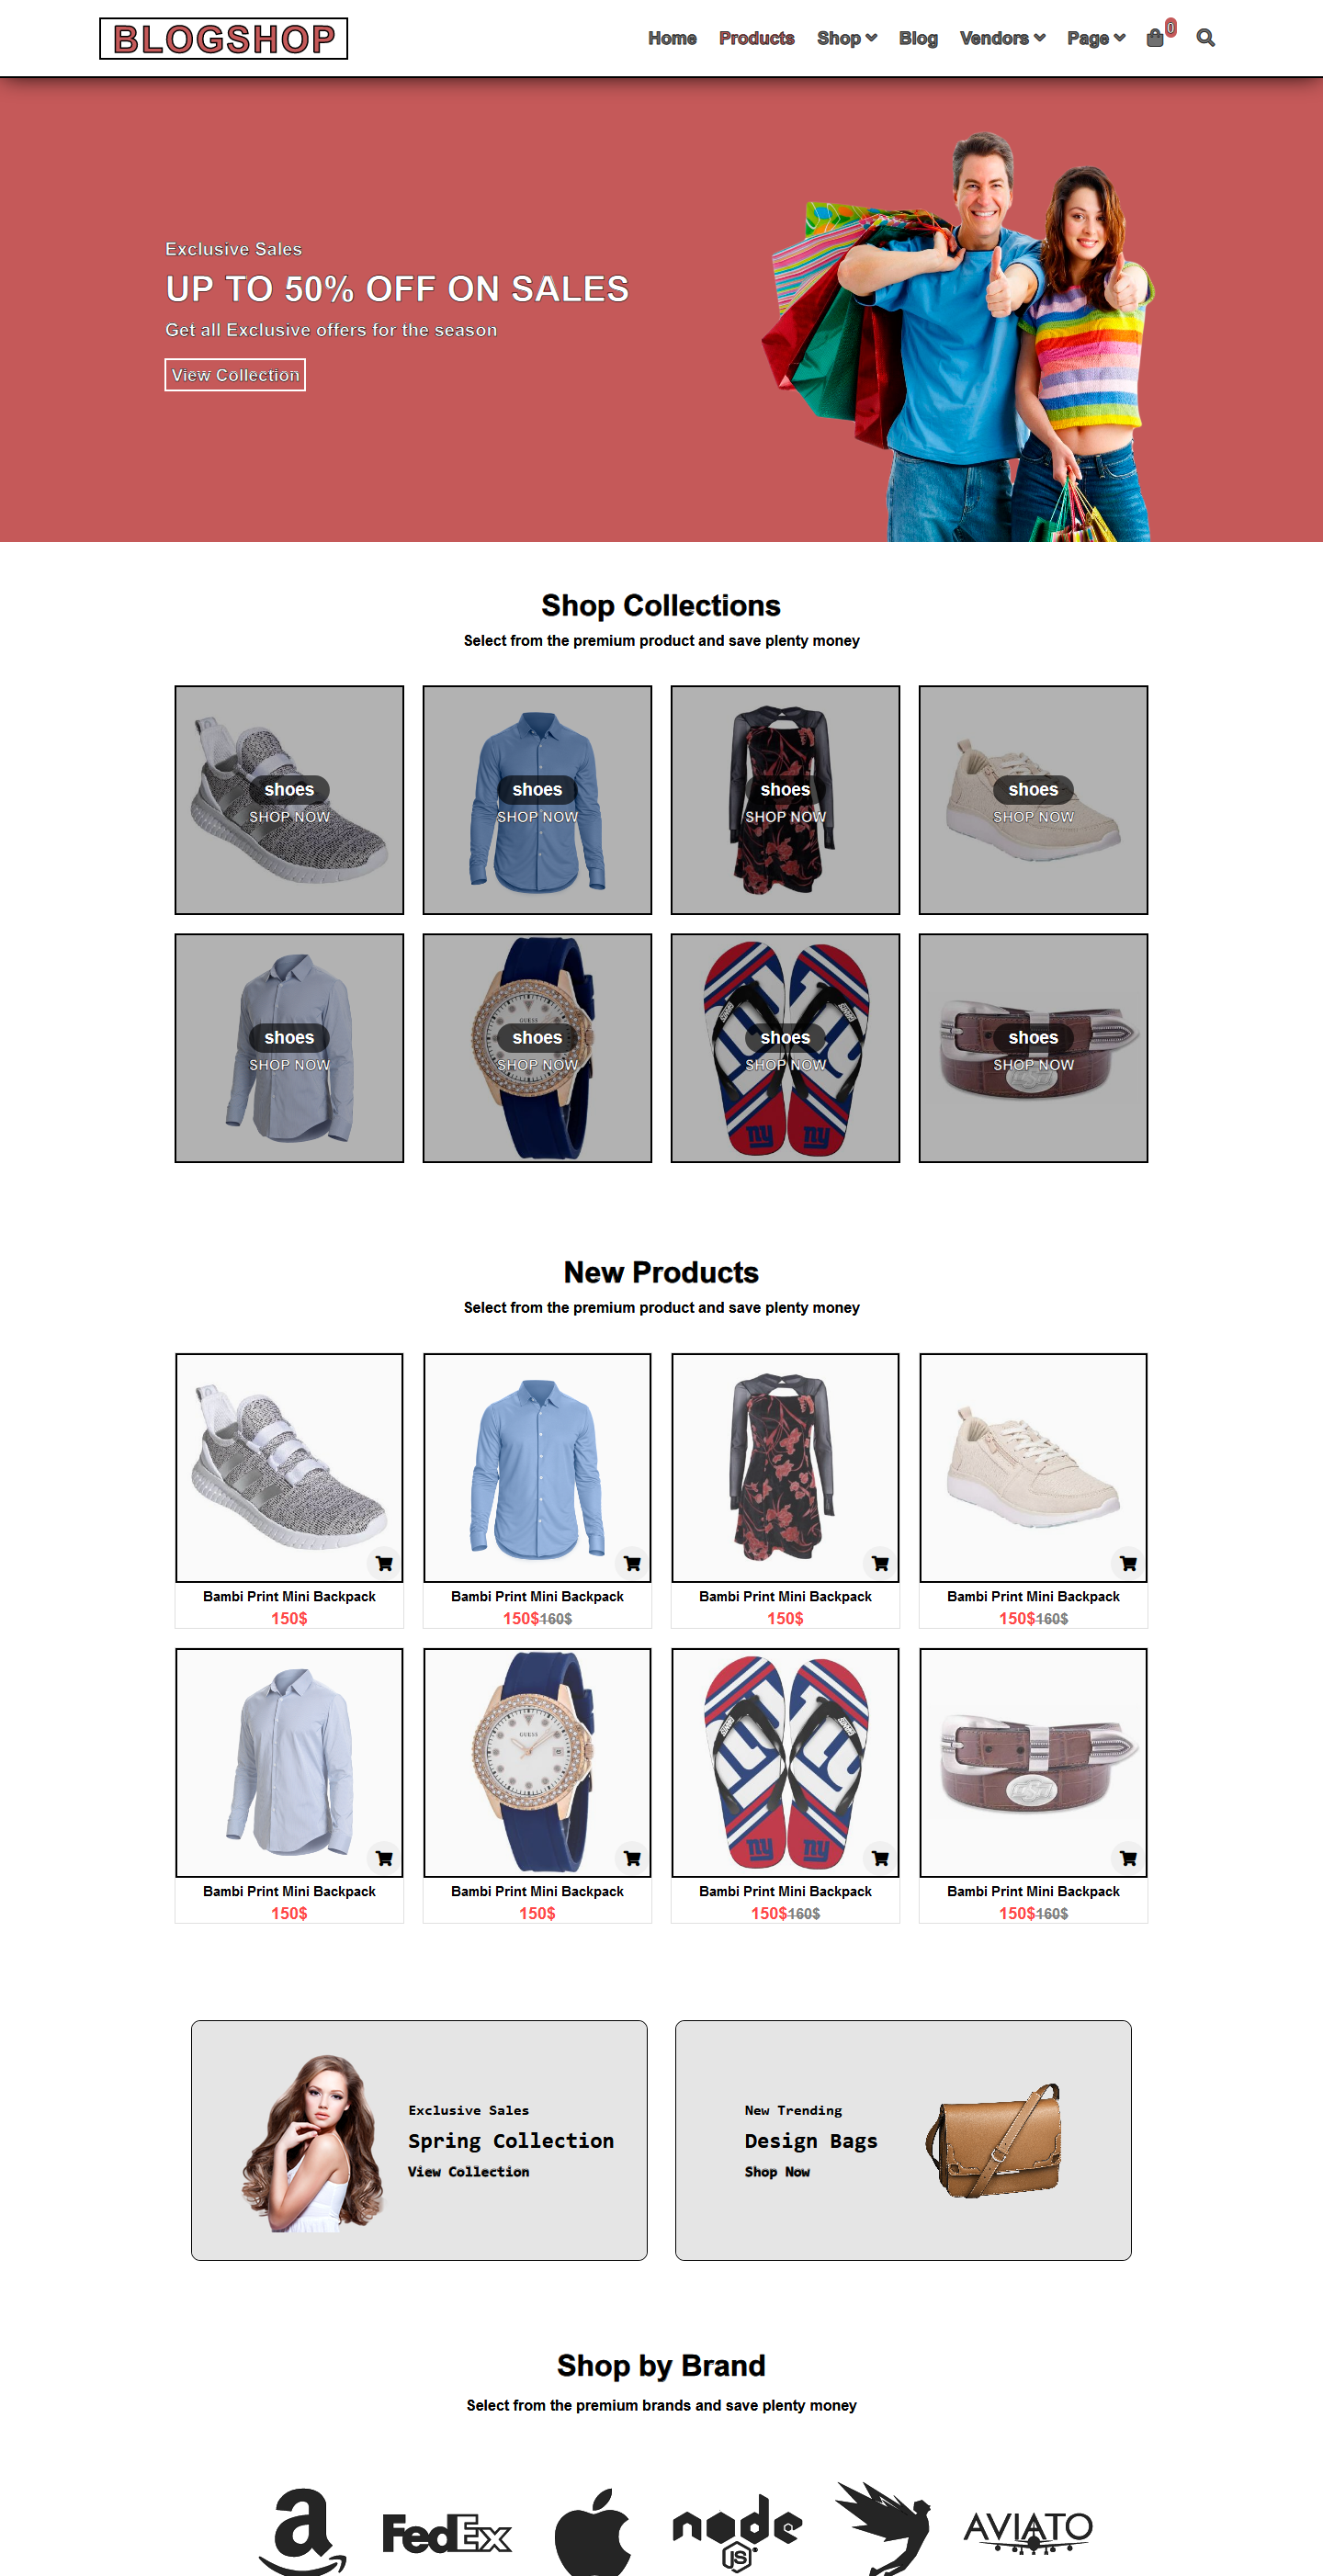 BLOGSHOP
Home Products Shop Blog Vendors Page 0
Exclusive Sales
UP TO 50% OFF ON SALES
Get all Exclusive offers for the season
View Collection
Shop Collections
Select from the premium product and save plenty money
shoes shoes shoes shoes
SHOP NOW SHOP NOW SHOP NOW SHOP NOW
GUESS
shoes shoes shoes shoes
SHOP NOW SHOP NOW SHOP NOW SHOP NOW
ny ny
New Products
Select from the premium product and save plenty money
Bambi Print Mini Backpack Bambi Print Mini Backpack Bambi Print Mini Backpack Bambi Print Mini Backpack
150$ 150$160$ 150$ 150$160$
GUESS
ny ny
Bambi Print Mini Backpack Bambi Print Mini Backpack Bambi Print Mini Backpack Bambi Print Mini Backpack
150$ 150$ 150$160$ 150$160$
Exclusive Sales
Spring Collection
View Collection
New Trending
Design Bags
Shop Now
Shop by Brand
Select from the premium brands and save plenty money
a FedEx node JS AVIATO